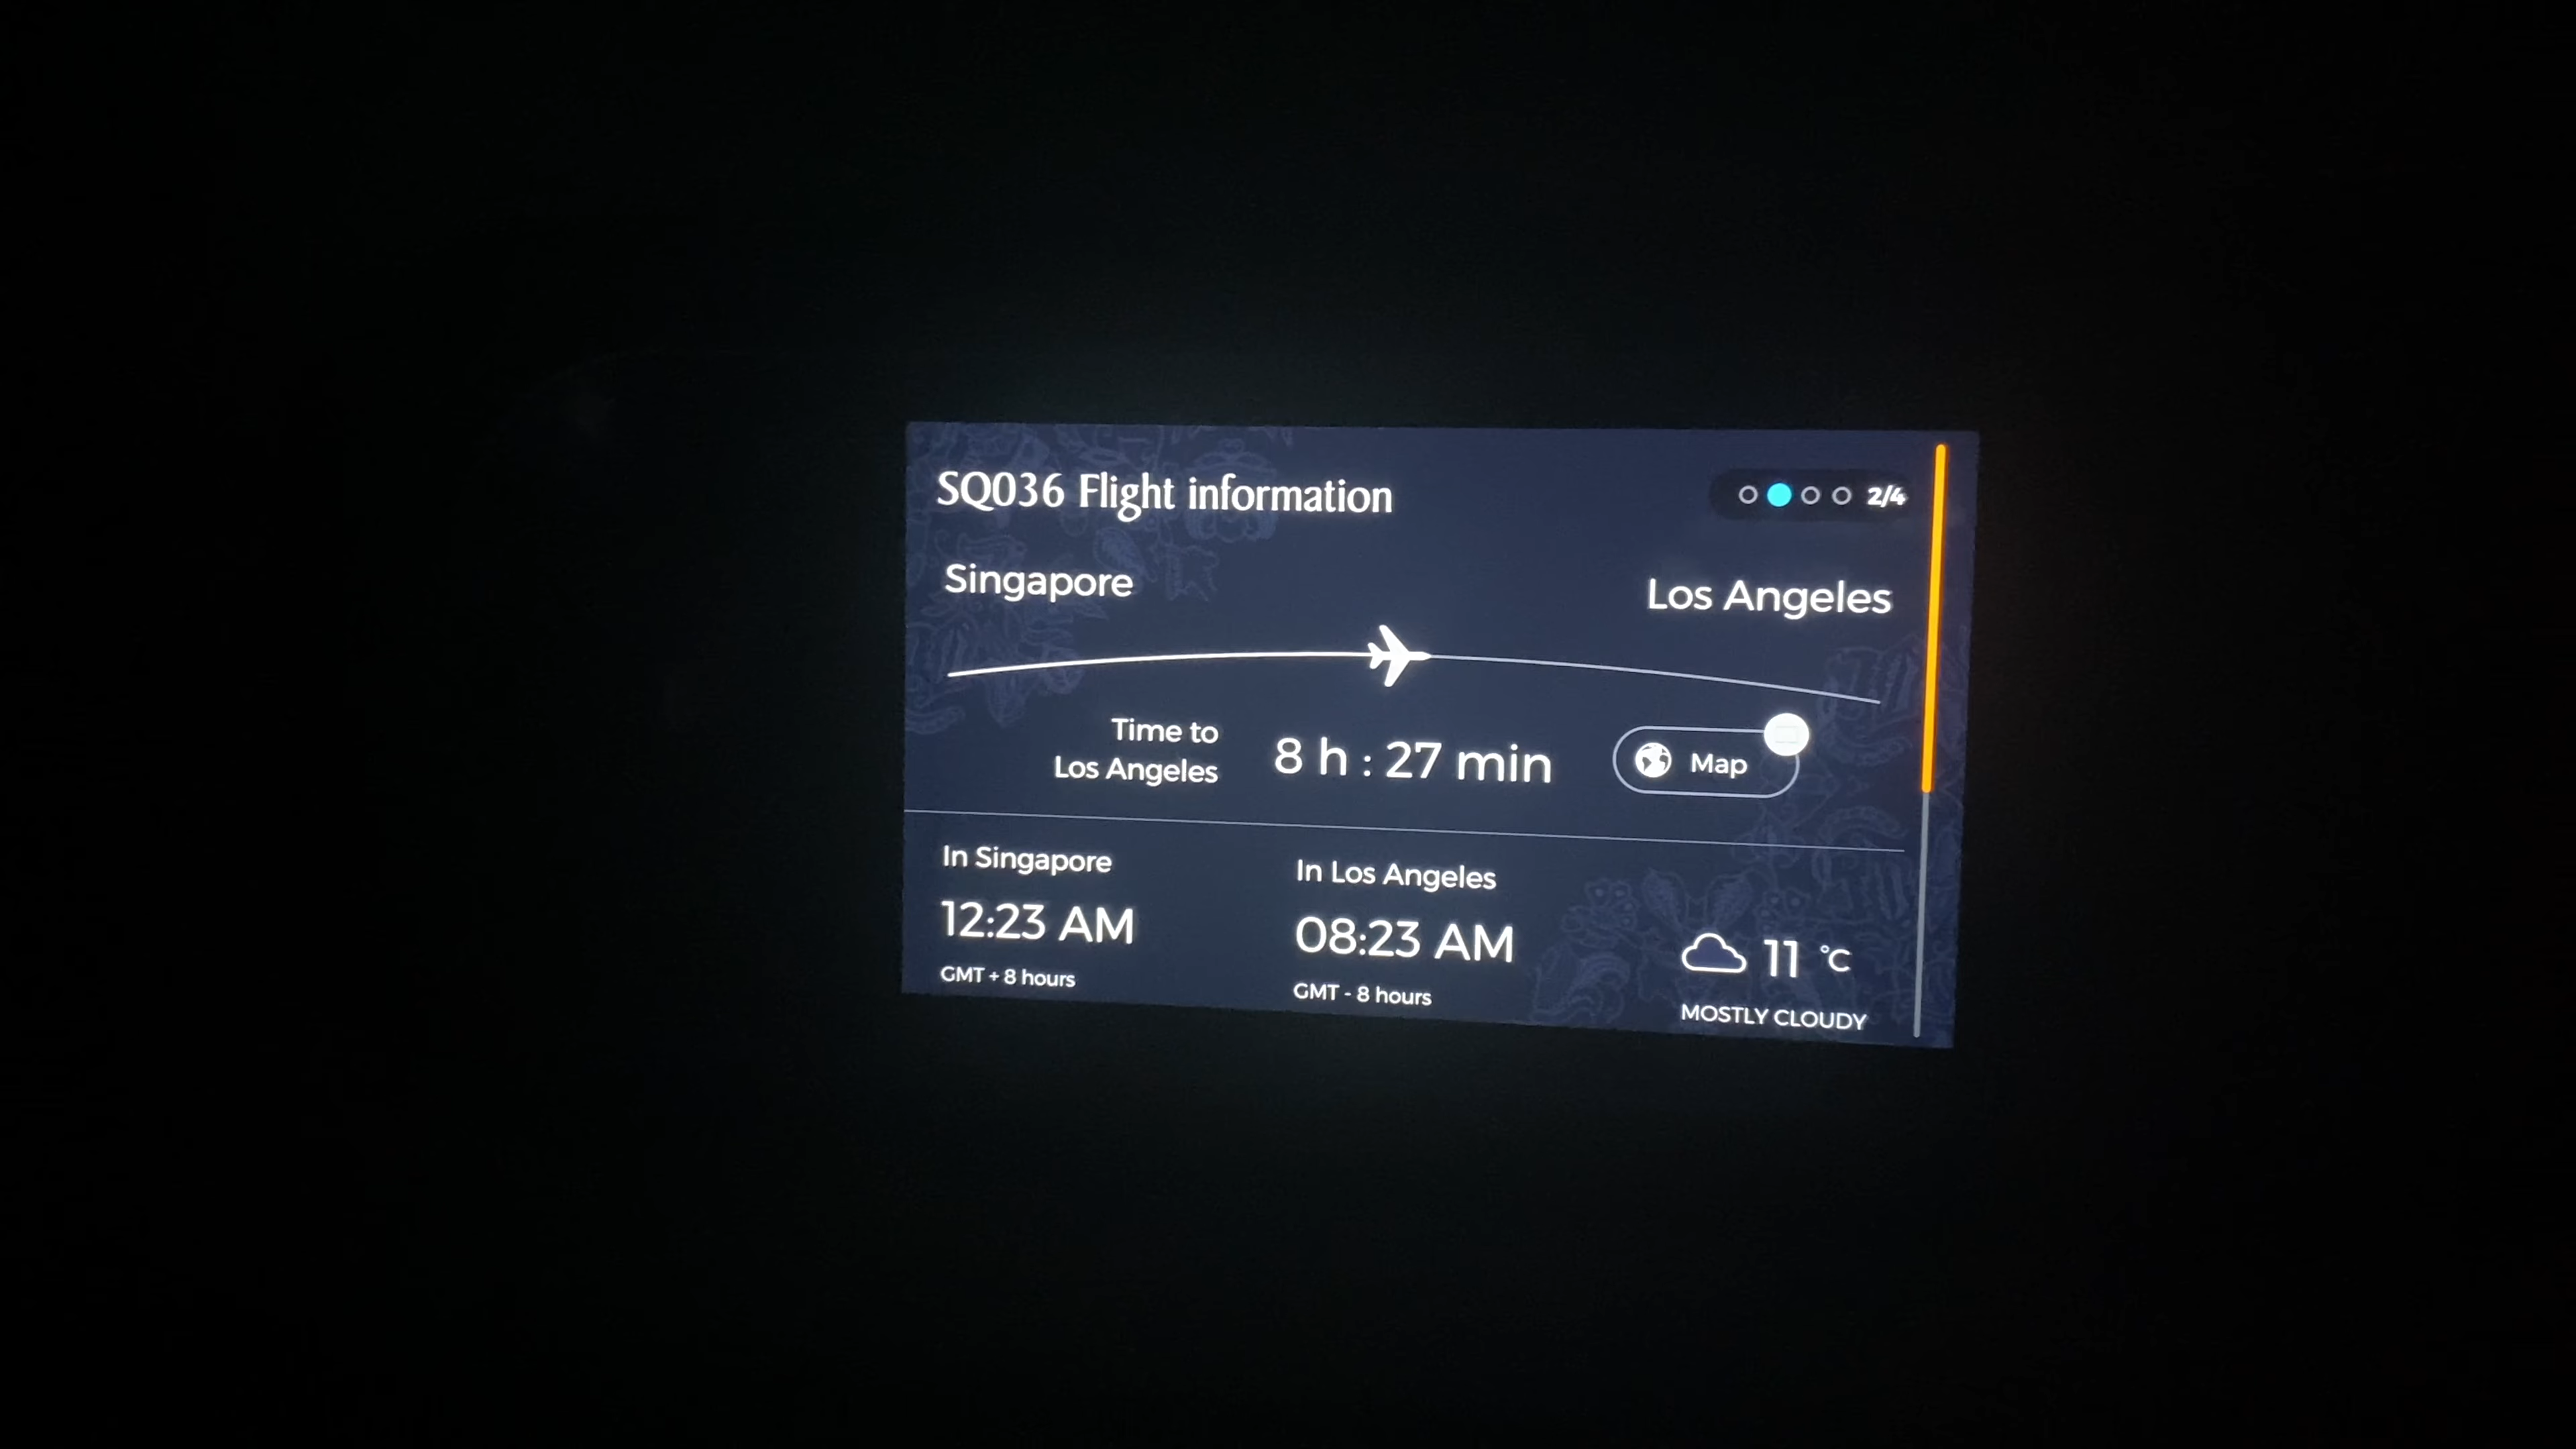 SQ036 Flight information
2/4
Singapore
Los Angeles
Time to
Los Angeles
8 h : 27 min
Map
In Singapore
12:23 AM
GMT + 8 hours
In Los Angeles
08:23 AM
GMT - 8 hours
11 °C
MOSTLY CLOUDY